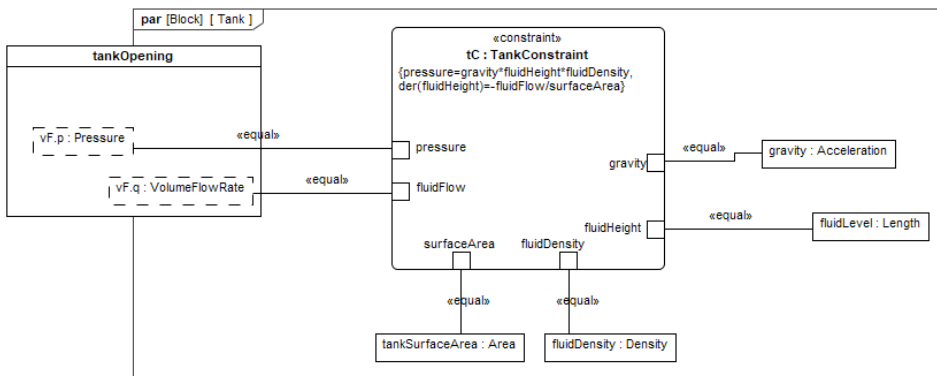 par [Block] [ Tank ]
tankOpening
vF.p : Pressure
vF.q : VolumeFlowRate
«equal»
«equal»
«constraint»
tC : TankConstraint
{pressure=gravity*fluidHeight*fluidDensity,
der(fluidHeight)=-fluidFlow/surfaceArea}
pressure
fluidFlow
gravity
fluidHeight
surfaceArea
fluidDensity
«equal»
gravity : Acceleration
«equal»
fluidLevel : Length
«equal»
«equal»
tankSurfaceArea : Area
fluidDensity : Density